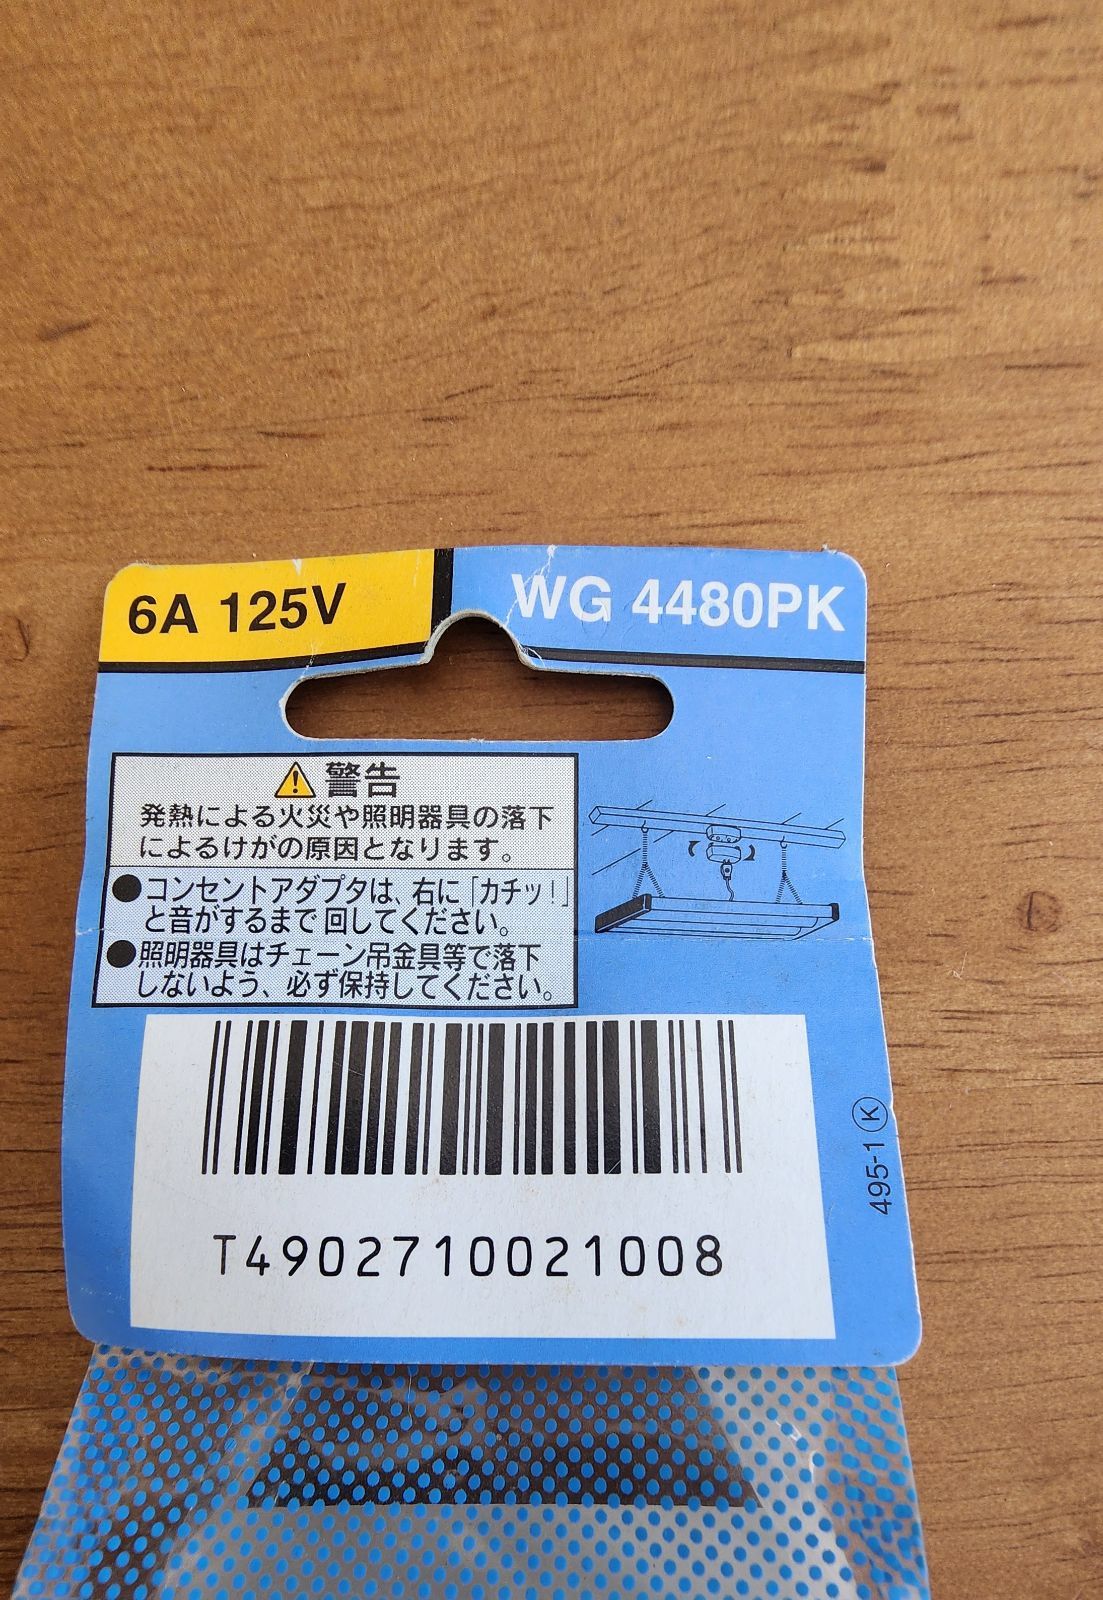 6A 125V
WG 4480PK
警告
発熱による火災や照明器具の落下
によるけがの原因となります。
●コンセントアダプタは、右に「カチッ!」
と音がするまで回してください。
●照明器具はチェーン吊金具等で落下
しないよう、必ず保持してください。
T4902710021008
495-1 Ⓚ